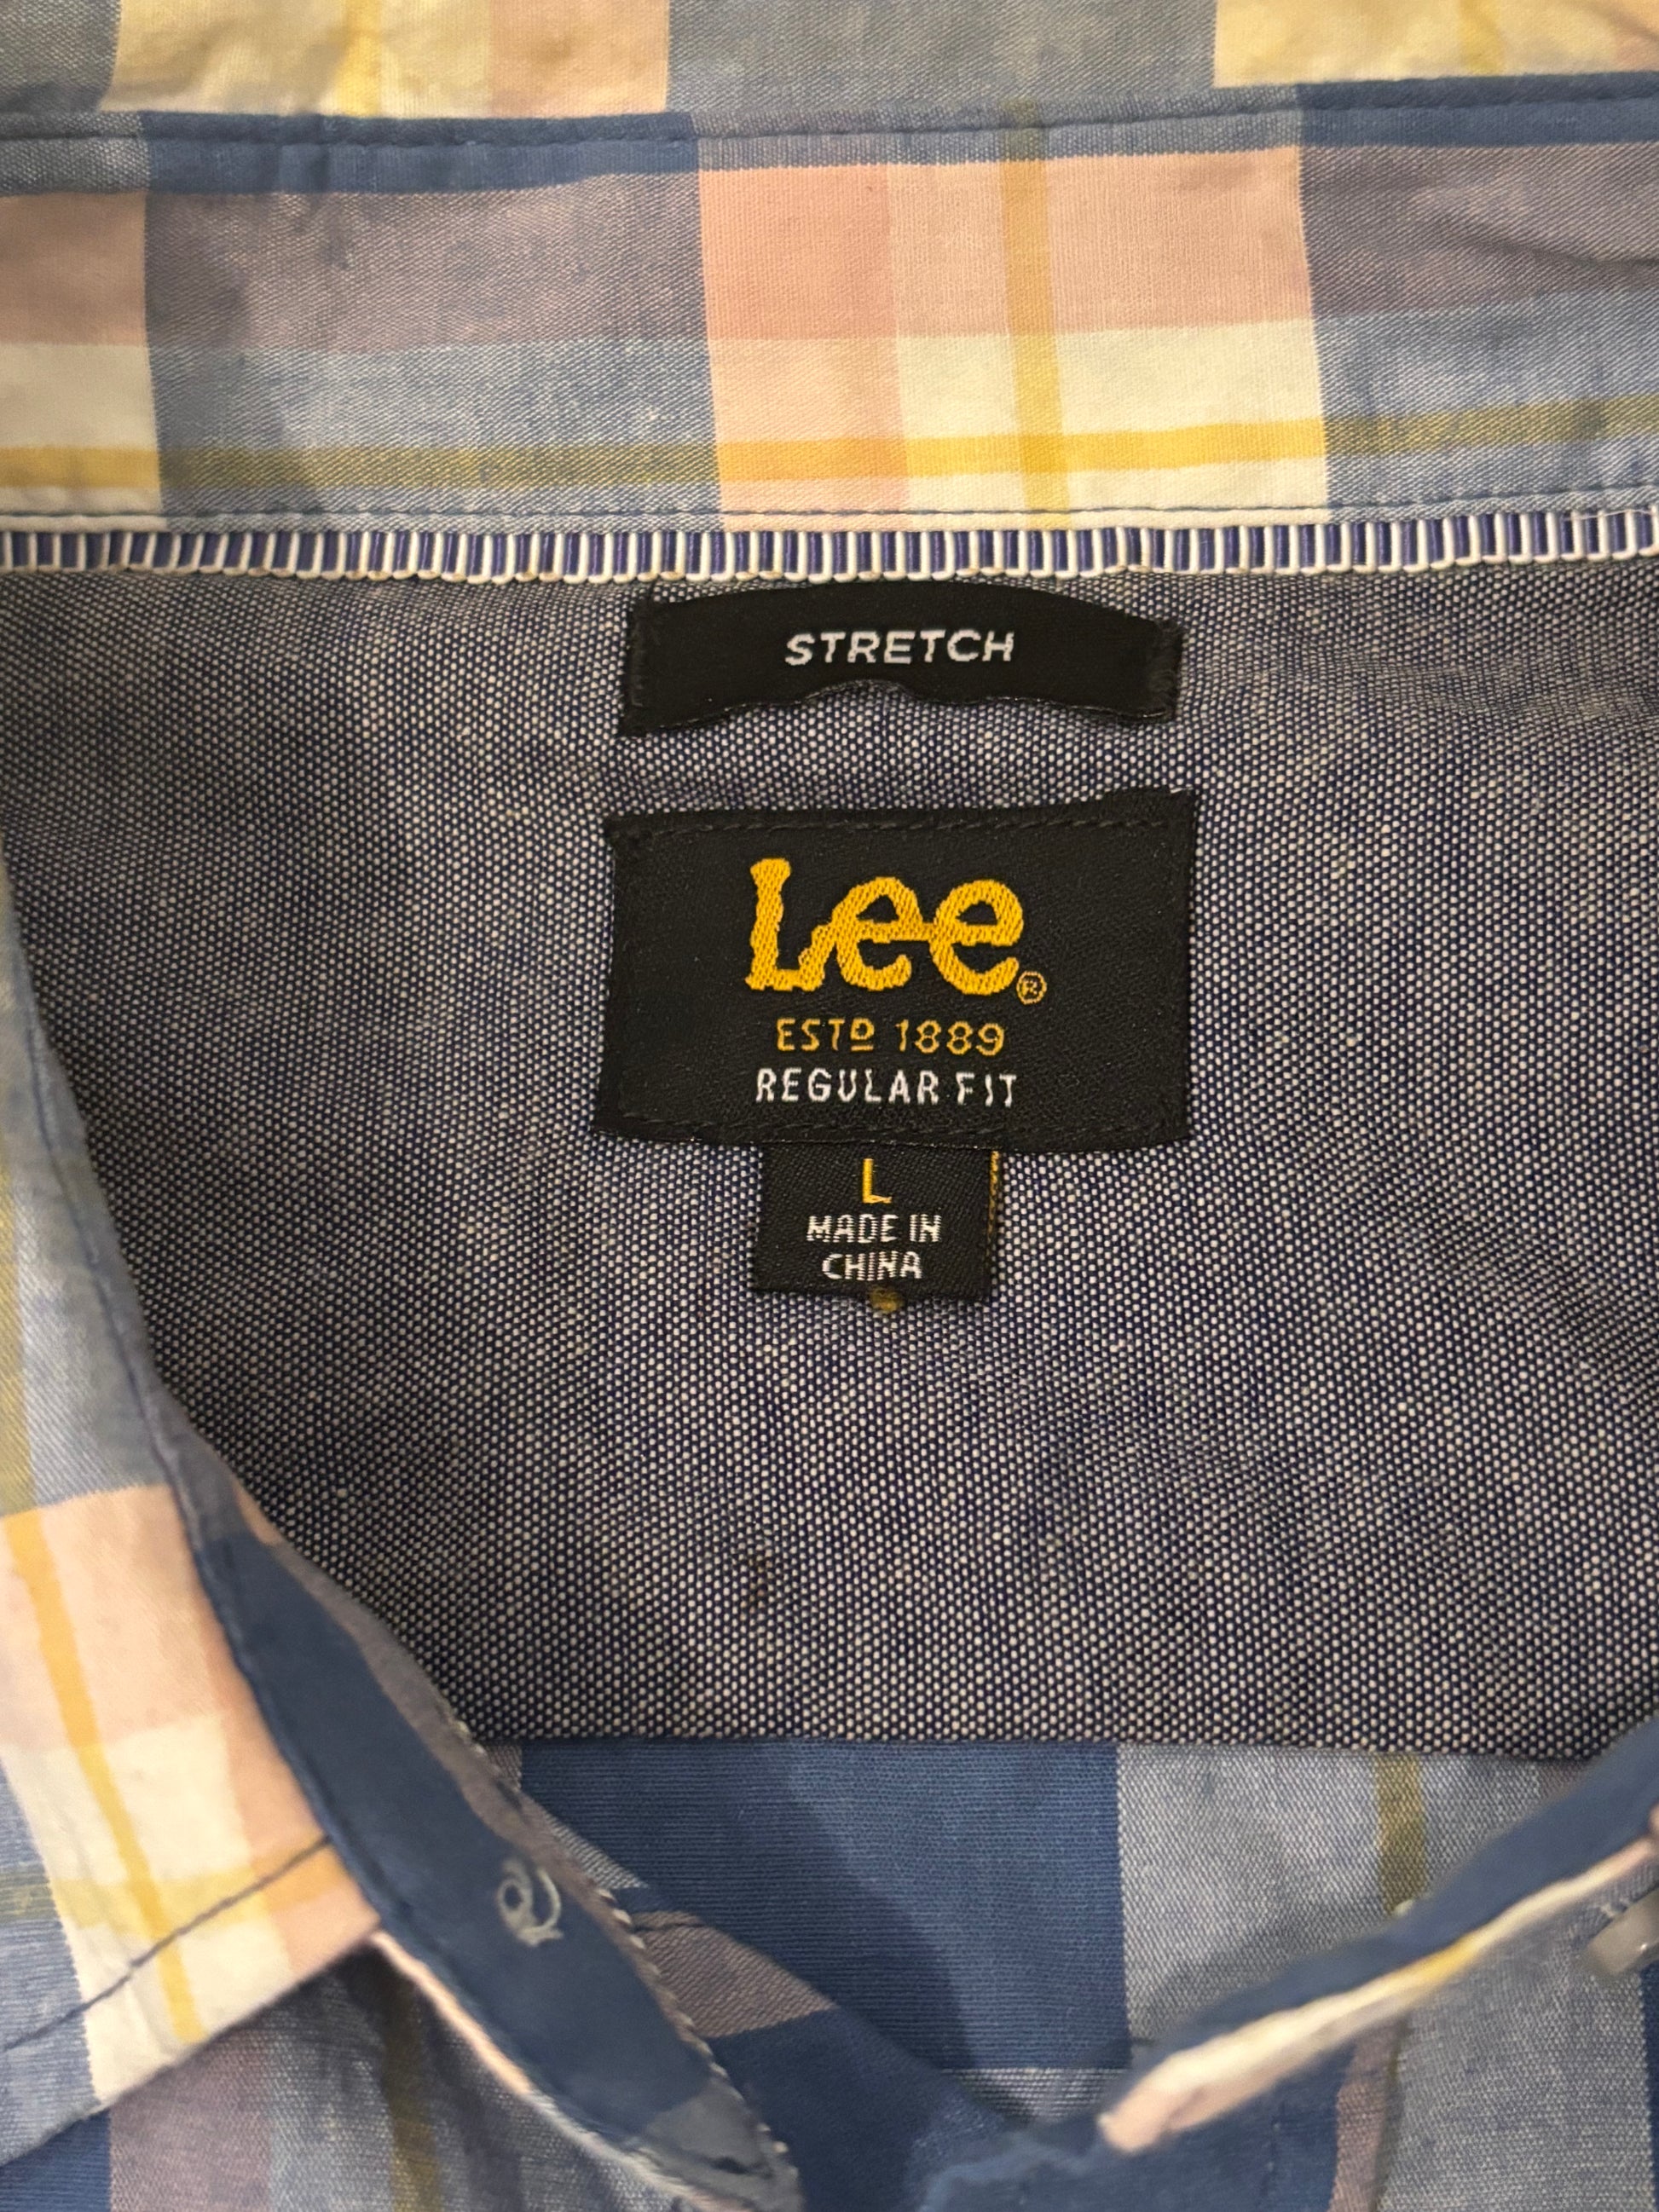 STRETCH
Lee®
ESTD 1889
REGULAR FIT
L
MADE IN
CHINA